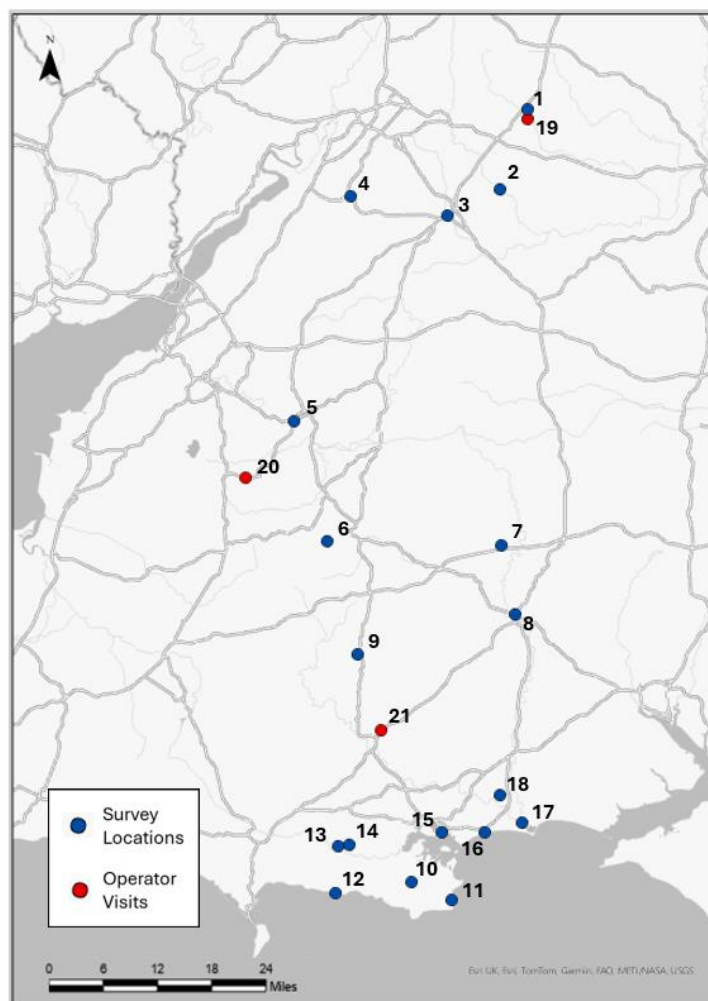 N
1
19
2
4
3
5
20
6
7
8
9
21
18
17
15
16
13
14
10
12
11
Survey
Locations
Operator
Visits
0 6 12 18 24
Miles
Esri UK, Esri, TomTom, Garmin, FAO, METI/NASA, USGS